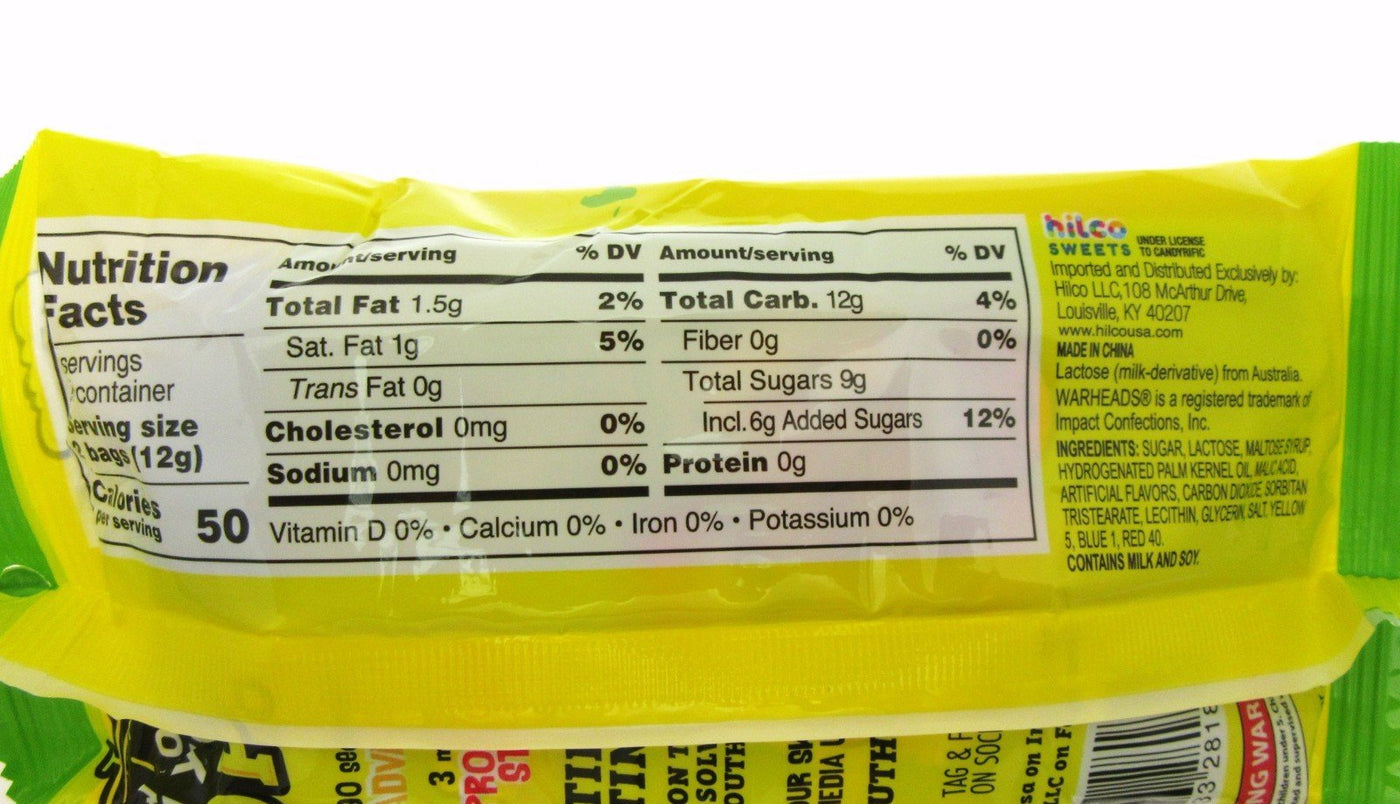 Nutrition
Facts
servings
container
serving size
2 bags (12g)
Calories
per serving
50
Amount/serving % DV
Total Fat 1.5g 2%
Sat. Fat 1g 5%
Trans Fat 0g
Cholesterol 0mg 0%
Sodium 0mg 0%
Amount/serving % DV
Total Carb. 12g 4%
Fiber 0g 0%
Total Sugars 9g
Incl. 6g Added Sugars 12%
Protein 0g
Vitamin D 0% • Calcium 0% • Iron 0% • Potassium 0%
hilco
SWEETS
UNDER LICENSE
TO CANDYRIFIC
Imported and Distributed Exclusively by:
Hilco LLC, 108 McArthur Drive,
Louisville, KY 40207
www.hilcousa.com
MADE IN CHINA
Lactose (milk-derivative) from Australia.
WARHEADS® is a registered trademark of
Impact Confections, Inc.
INGREDIENTS: SUGAR, LACTOSE, MALTOSE SYRUP,
HYDROGENATED PALM KERNEL OIL, MALIC ACID,
ARTIFICIAL FLAVORS, CARBON DIOXIDE, SORBITAN
TRISTEARATE, LECITHIN, GLYCERIN, SALT, YELLOW
5, BLUE 1, RED 40.
CONTAINS MILK AND SOY.
3
TAG &
ON
on
LLC on